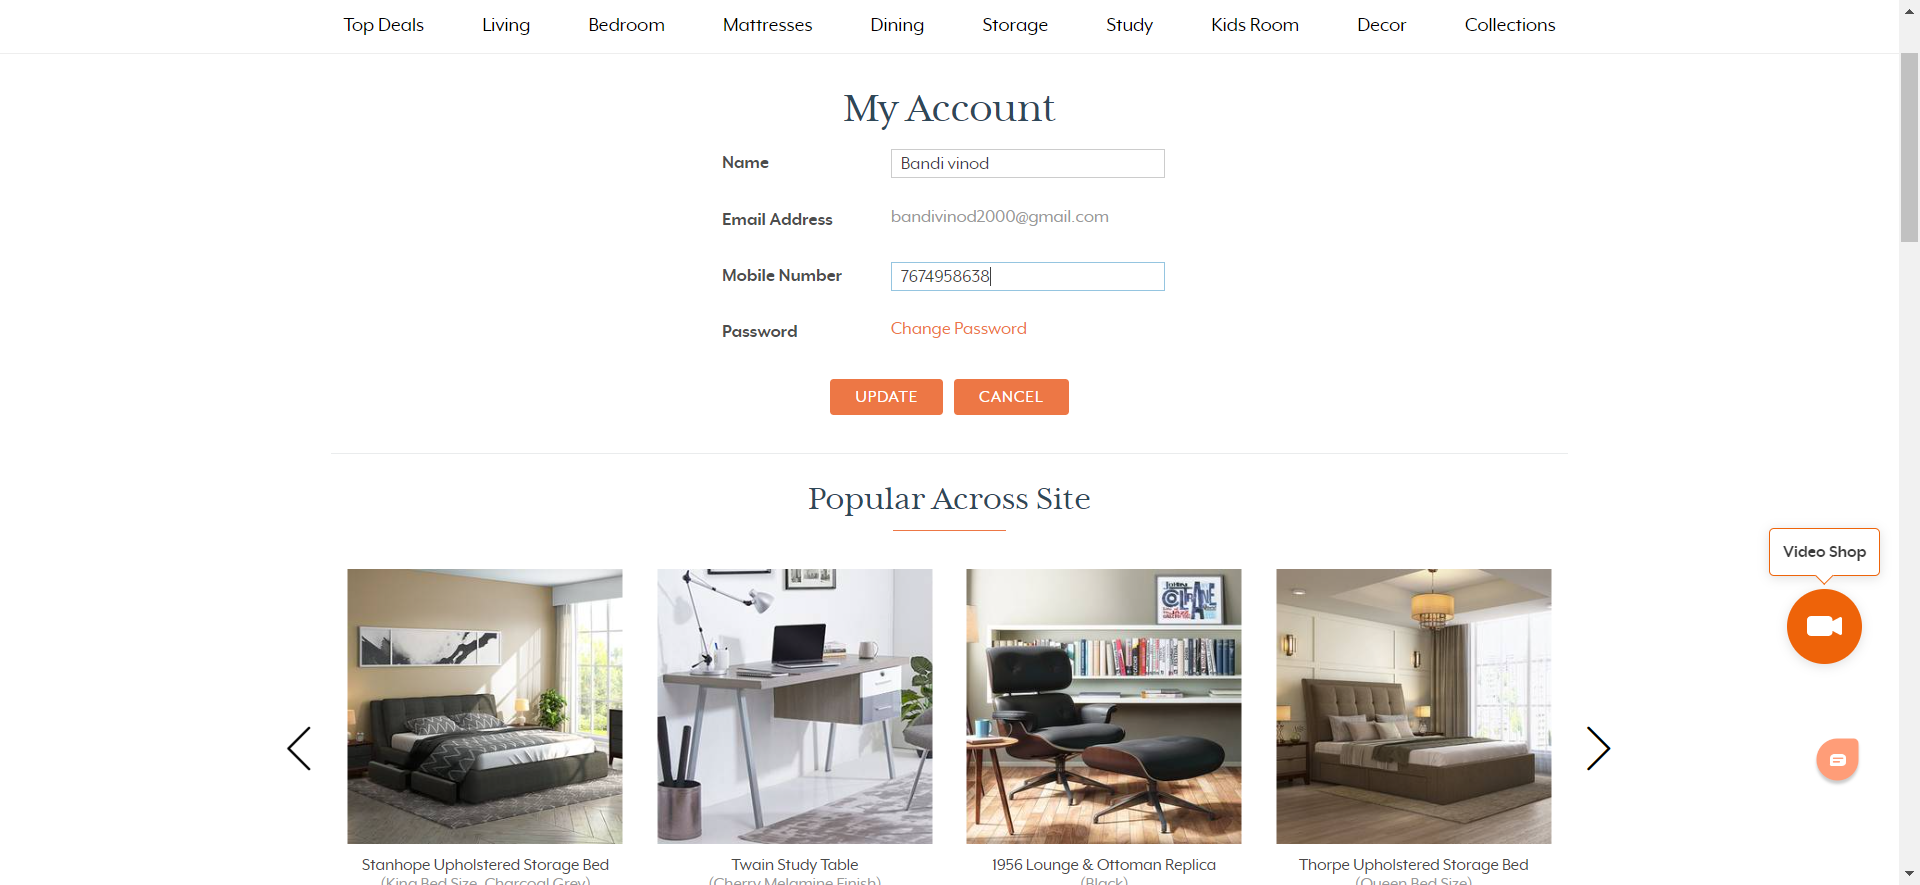 Top Deals Living Bedroom Mattresses Dining Storage Study Kids Room Decor Collections
My Account
Name Bandi vinod
Email Address bandivinod2000@gmail.com
Mobile Number 7674958638
Password Change Password
UPDATE CANCEL
Popular Across Site
Video Shop
COLTRANE
Stanhope Upholstered Storage Bed Twain Study Table 1956 Lounge & Ottoman Replica Thorpe Upholstered Storage Bed
(King Bed Size, Charcoal Grey) (Cherry Melamine Finish) (Black) (Queen Bed Size)